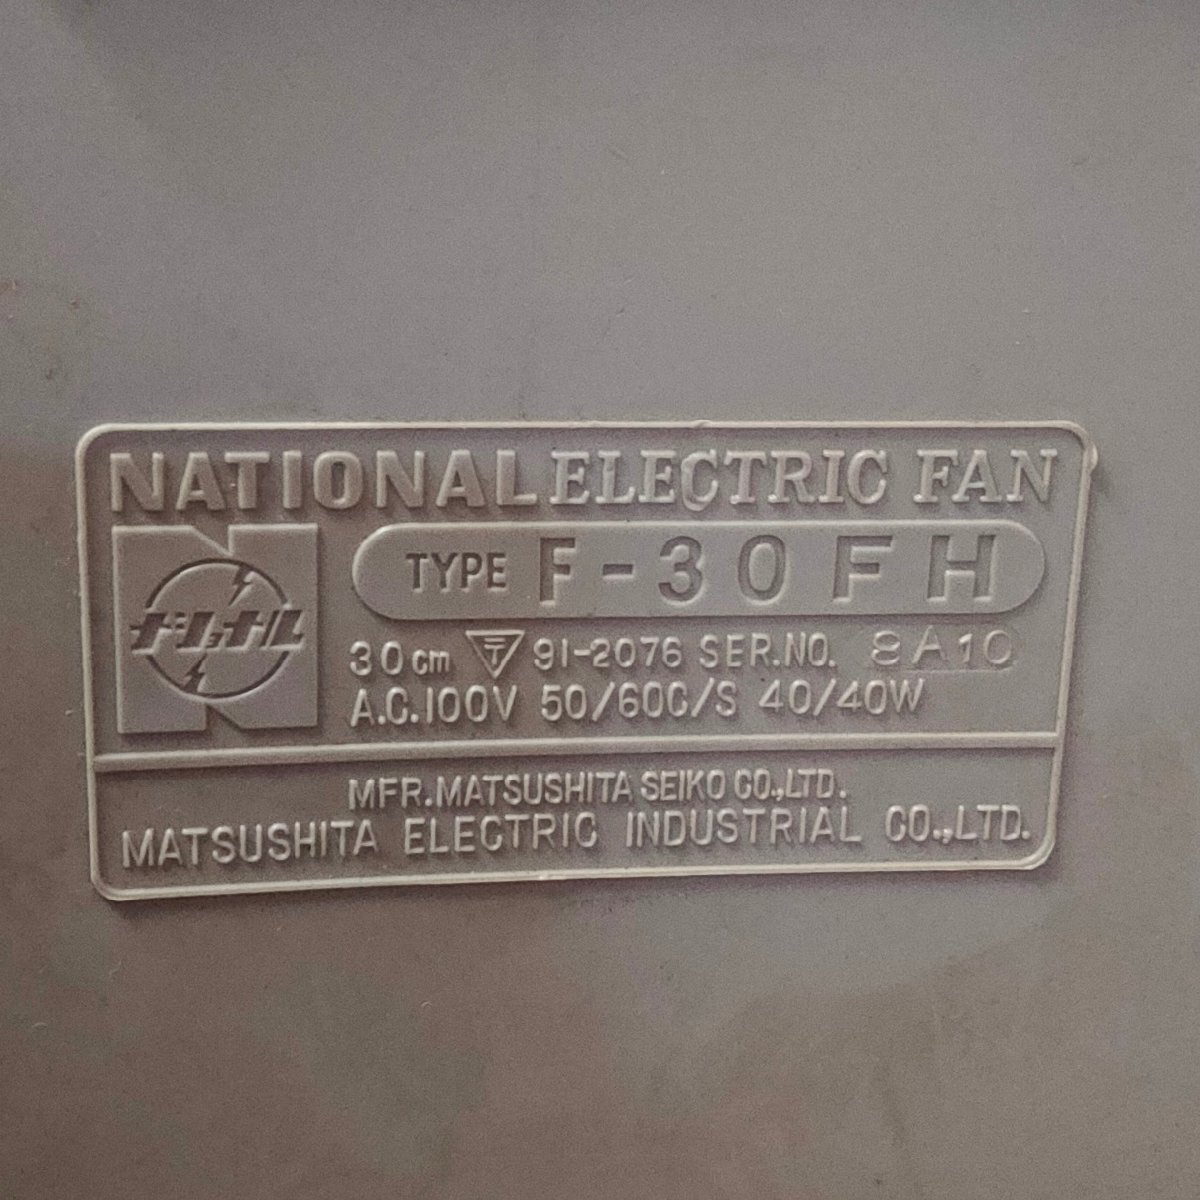 NATIONAL ELECTRIC FAN
ナショナル
TYPE F-30FH
30cm 〒 91-2076 SER.NO. 8A10
A.C.100V 50/60C/S 40/40W
MFR.MATSUSHITA SEIKO CO.,LTD.
MATSUSHITA ELECTRIC INDUSTRIAL CO.,LTD.